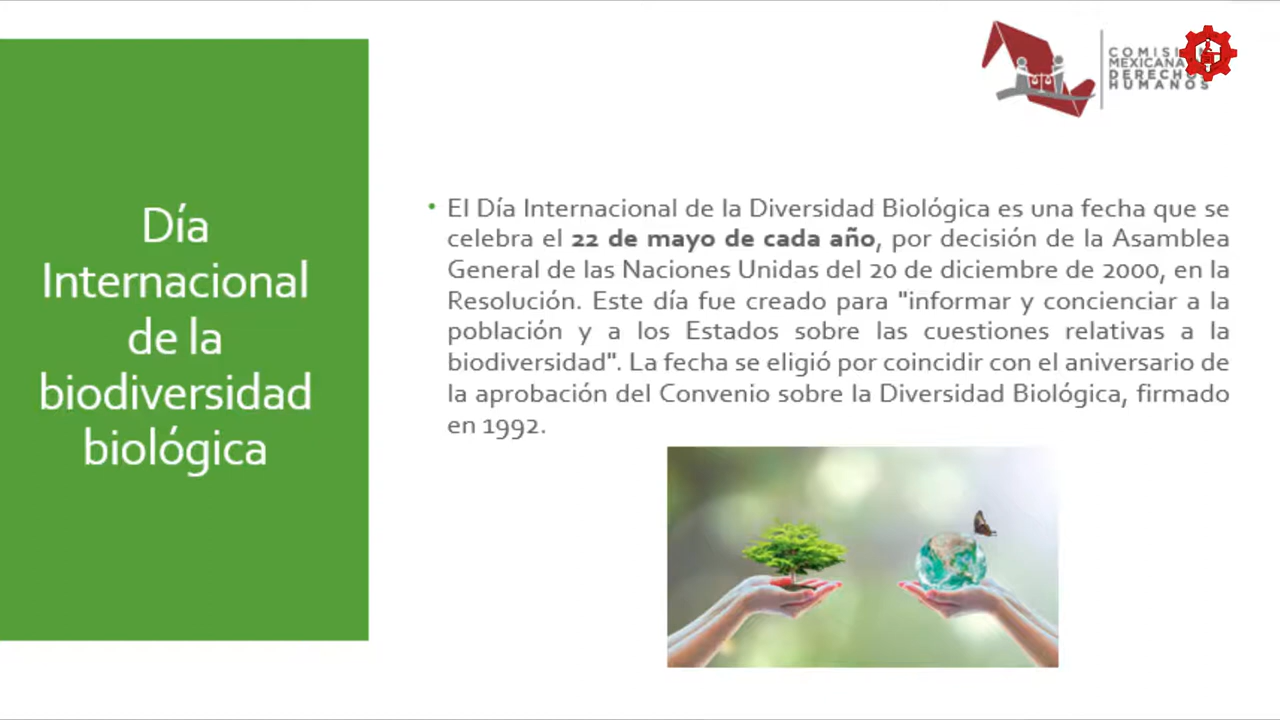 COMISIÓN
MEXICANA
DERECHOS
HUMANOS
Día
Internacional
de la
biodiversidad
biológica
• El Día Internacional de la Diversidad Biológica es una fecha que se
celebra el 22 de mayo de cada año, por decisión de la Asamblea
General de las Naciones Unidas del 20 de diciembre de 2000, en la
Resolución. Este día fue creado para "informar y concienciar a la
población y a los Estados sobre las cuestiones relativas a la
biodiversidad". La fecha se eligió por coincidir con el aniversario de
la aprobación del Convenio sobre la Diversidad Biológica, firmado
en 1992.